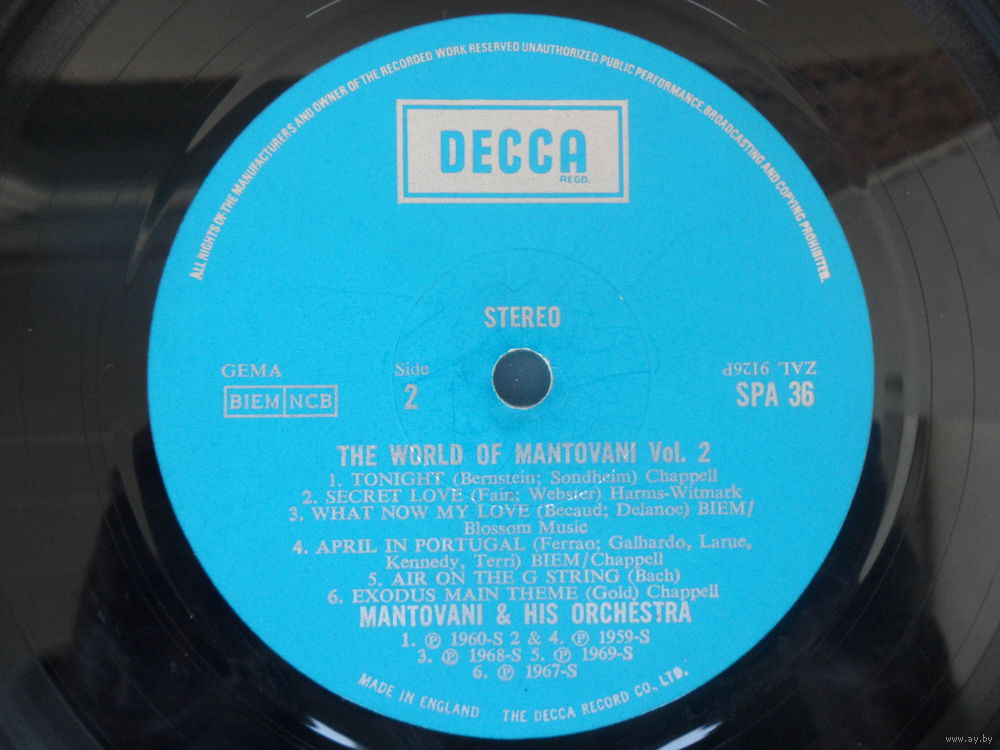 ALL RIGHTS OF THE MANUFACTURERS AND OWNER OF THE RECORDED WORK RESERVED UNAUTHORIZED PUBLIC PERFORMANCE, BROADCASTING AND COPYING PROHIBITED.
DECCA
REGD.
STEREO
GEMA
BIEM NCB
Side
2
ZAL 9126P
SPA 36
THE WORLD OF MANTOVANI Vol. 2
1. TONIGHT (Bernstein; Sondheim) Chappell
2. SECRET LOVE (Fain; Webster) Harms-Witmark
3. WHAT NOW MY LOVE (Becaud; Delanoe) BIEM/
Blossom Music
4. APRIL IN PORTUGAL (Ferrao; Galhardo, Larue,
Kennedy, Terri) BIEM/Chappell
5. AIR ON THE G STRING (Bach)
6. EXODUS MAIN THEME (Gold) Chappell
MANTOVANI & HIS ORCHESTRA
1. ℗ 1960-S 2 & 4. ℗ 1959-S
3. ℗ 1968-S 5. ℗ 1969-S
6. ℗ 1967-S
MADE IN ENGLAND THE DECCA RECORD CO., LTD.
www.ay.by